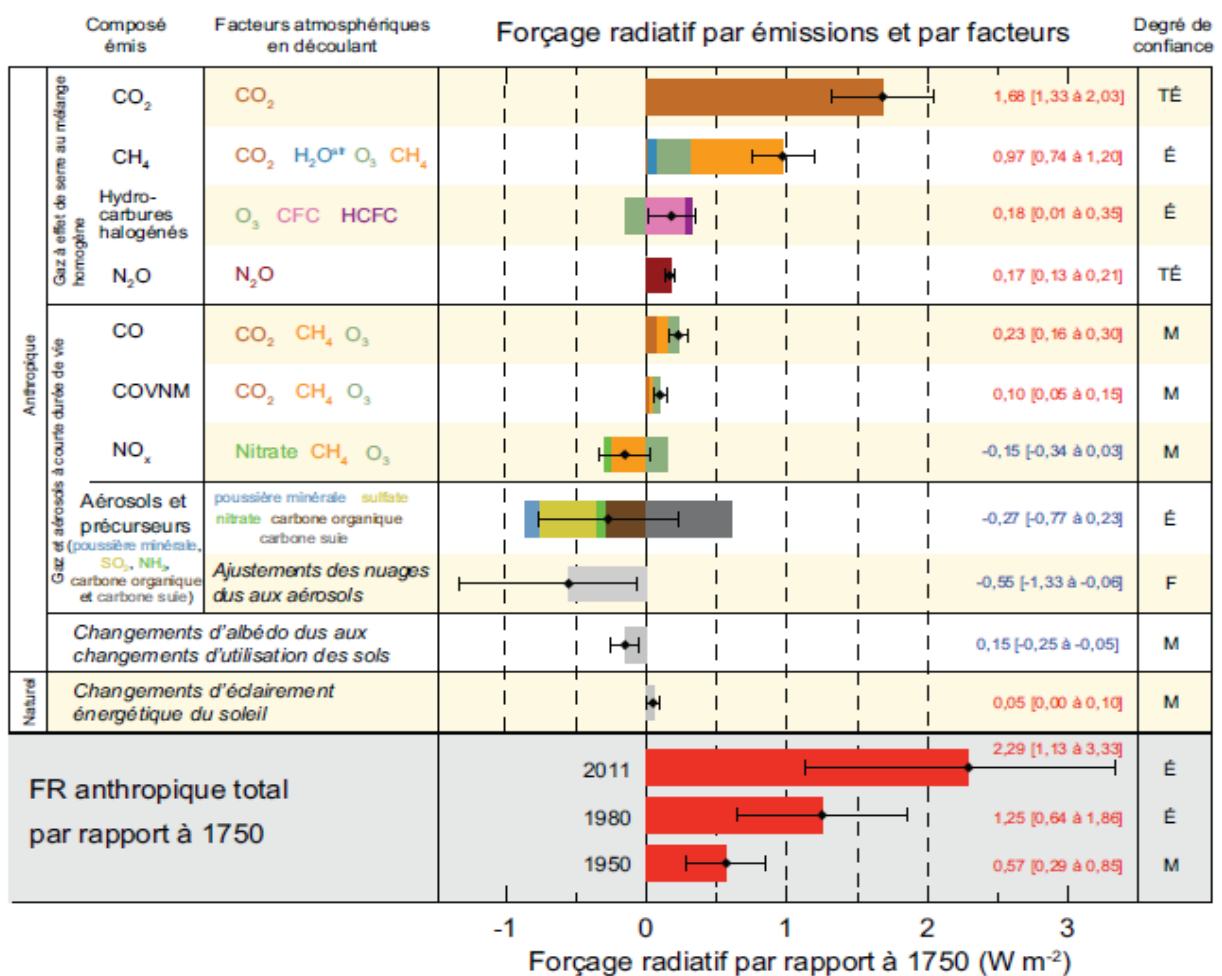 Composé émis
Facteurs atmosphériques en découlant
Forçage radiatif par émissions et par facteurs
Degré de confiance
Anthropique
Gaz à effet de serre au mélange homogène
CO₂
CO₂
1,68 [1,33 à 2,03]
TÉ
CH₄
CO₂ H₂Oˢᵗʳ O₃ CH₄
0,97 [0,74 à 1,20]
É
Hydro-
carbures
halogénés
O₃ CFC HCFC
0,18 [0,01 à 0,35]
É
N₂O
N₂O
0,17 [0,13 à 0,21]
TÉ
Gaz et aérosols à courte durée de vie
CO
CO₂ CH₄ O₃
0,23 [0,16 à 0,30]
M
COVNM
CO₂ CH₄ O₃
0,10 [0,05 à 0,15]
M
NOₓ
Nitrate CH₄ O₃
-0,15 [-0,34 à 0,03]
M
Aérosols et
précurseurs
(poussière minérale,
SO₂, NH₃,
carbone organique
et carbone suie)
poussière minérale sulfate
nitrate carbone organique
carbone suie
-0,27 [-0,77 à 0,23]
É
Ajustements des nuages
dus aux aérosols
-0,55 [-1,33 à -0,06]
F
Changements d'albédo dus aux
changements d'utilisation des sols
0,15 [-0,25 à -0,05]
M
Naturel
Changements d'éclairement
énergétique du soleil
0,05 [0,00 à 0,10]
M
FR anthropique total
par rapport à 1750
2011
2,29 [1,13 à 3,33]
É
1980
1,25 [0,64 à 1,86]
É
1950
0,57 [0,29 à 0,85]
M
-1 0 1 2 3
Forçage radiatif par rapport à 1750 (W m⁻²)